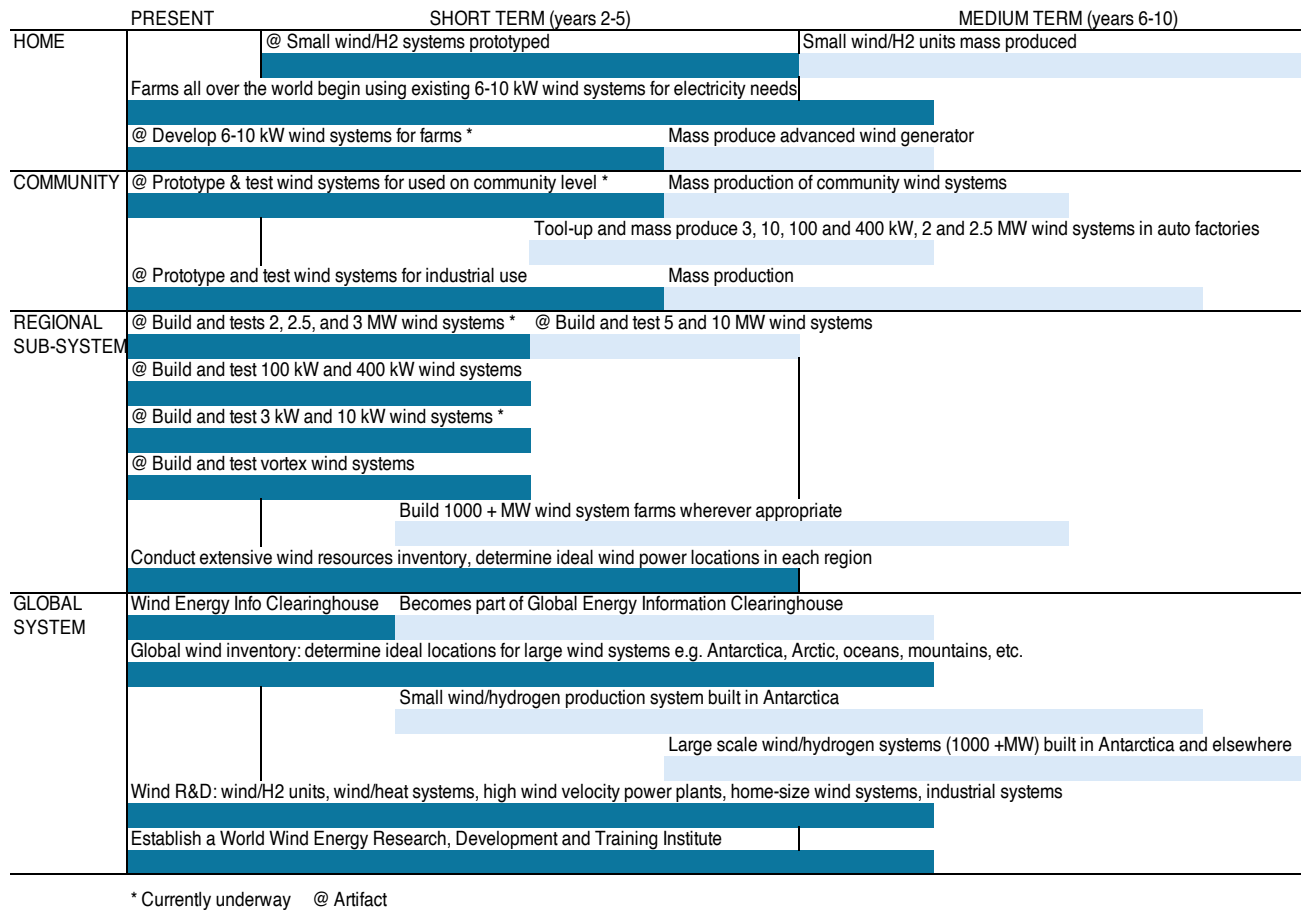 PRESENT SHORT TERM (years 2-5) MEDIUM TERM (years 6-10)
HOME @ Small wind/H2 systems prototyped Small wind/H2 units mass produced
Farms all over the world begin using existing 6-10 kW wind systems for electricity needs
@ Develop 6-10 kW wind systems for farms * Mass produce advanced wind generator
COMMUNITY @ Prototype & test wind systems for used on community level * Mass production of community wind systems
Tool-up and mass produce 3, 10, 100 and 400 kW, 2 and 2.5 MW wind systems in auto factories
@ Prototype and test wind systems for industrial use Mass production
REGIONAL @ Build and tests 2, 2.5, and 3 MW wind systems * @ Build and test 5 and 10 MW wind systems
SUB-SYSTEM
@ Build and test 100 kW and 400 kW wind systems
@ Build and test 3 kW and 10 kW wind systems *
@ Build and test vortex wind systems
Build 1000 + MW wind system farms wherever appropriate
Conduct extensive wind resources inventory, determine ideal wind power locations in each region
GLOBAL Wind Energy Info Clearinghouse Becomes part of Global Energy Information Clearinghouse
SYSTEM
Global wind inventory: determine ideal locations for large wind systems e.g. Antarctica, Arctic, oceans, mountains, etc.
Small wind/hydrogen production system built in Antarctica
Large scale wind/hydrogen systems (1000 +MW) built in Antarctica and elsewhere
Wind R&D: wind/H2 units, wind/heat systems, high wind velocity power plants, home-size wind systems, industrial systems
Establish a World Wind Energy Research, Development and Training Institute
* Currently underway @ Artifact